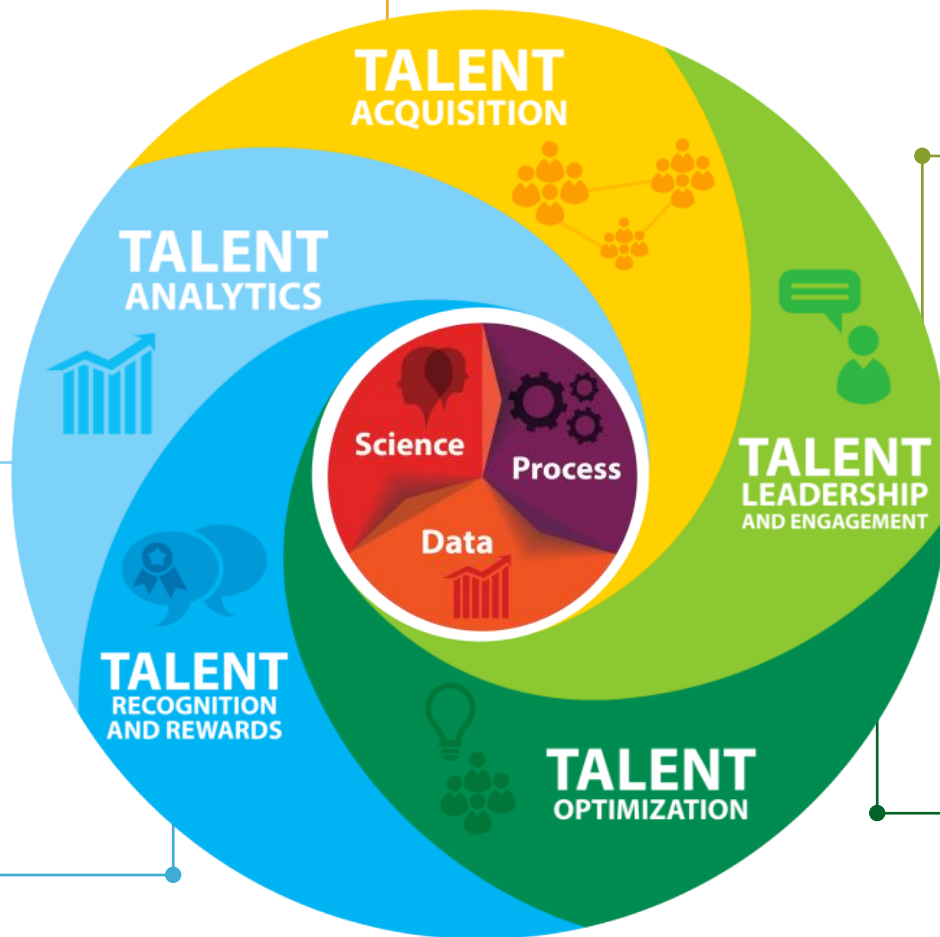 TALENT
ACQUISITION
TALENT
ANALYTICS
TALENT
LEADERSHIP
AND ENGAGEMENT
Science
Process
Data
TALENT
RECOGNITION
AND REWARDS
TALENT
OPTIMIZATION